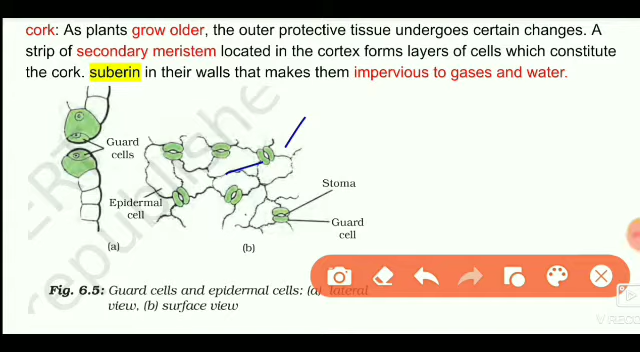 cork: As plants grow older, the outer protective tissue undergoes certain changes. A
strip of secondary meristem located in the cortex forms layers of cells which constitute
the cork. suberin in their walls that makes them impervious to gases and water.
Guard
cells
Epidermal
cell
Stoma
Guard
cell
(a)
(b)
Fig. 6.5: Guard cells and epidermal cells: (a) lateral
view, (b) surface view
republishe